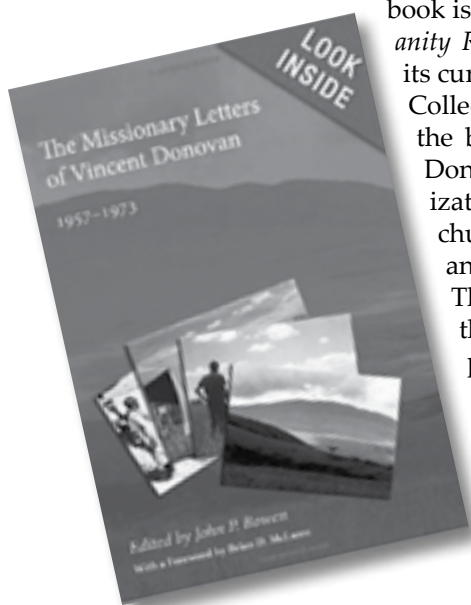 LOOK
INSIDE
The Missionary Letters
of Vincent Donovan
1957–1973
Edited by John P. Bowen
With a Foreword by Brian D. McLaren
book is
anity R
its cur
Colle
the b
Don
izat
chu
an
Th
th